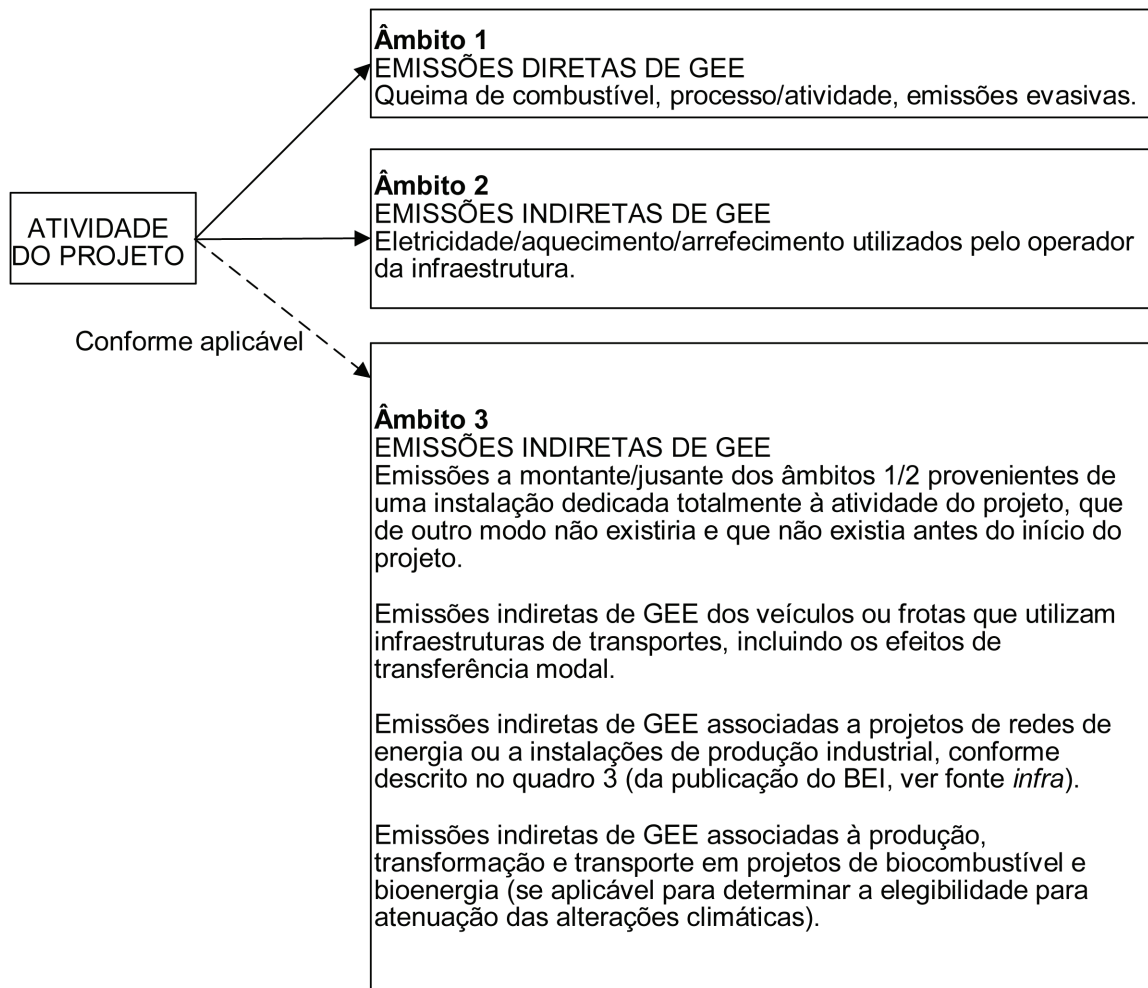 Âmbito 1
EMISSÕES DIRETAS DE GEE
Queima de combustível, processo/atividade, emissões evasivas.
Âmbito 2
EMISSÕES INDIRETAS DE GEE
Eletricidade/aquecimento/arrefecimento utilizados pelo operador
da infraestrutura.
ATIVIDADE
DO PROJETO
Conforme aplicável
Âmbito 3
EMISSÕES INDIRETAS DE GEE
Emissões a montante/jusante dos âmbitos 1/2 provenientes de
uma instalação dedicada totalmente à atividade do projeto, que
de outro modo não existiria e que não existia antes do início do
projeto.
Emissões indiretas de GEE dos veículos ou frotas que utilizam
infraestruturas de transportes, incluindo os efeitos de
transferência modal.
Emissões indiretas de GEE associadas a projetos de redes de
energia ou a instalações de produção industrial, conforme
descrito no quadro 3 (da publicação do BEI, ver fonte infra).
Emissões indiretas de GEE associadas à produção,
transformação e transporte em projetos de biocombustível e
bioenergia (se aplicável para determinar a elegibilidade para
atenuação das alterações climáticas).